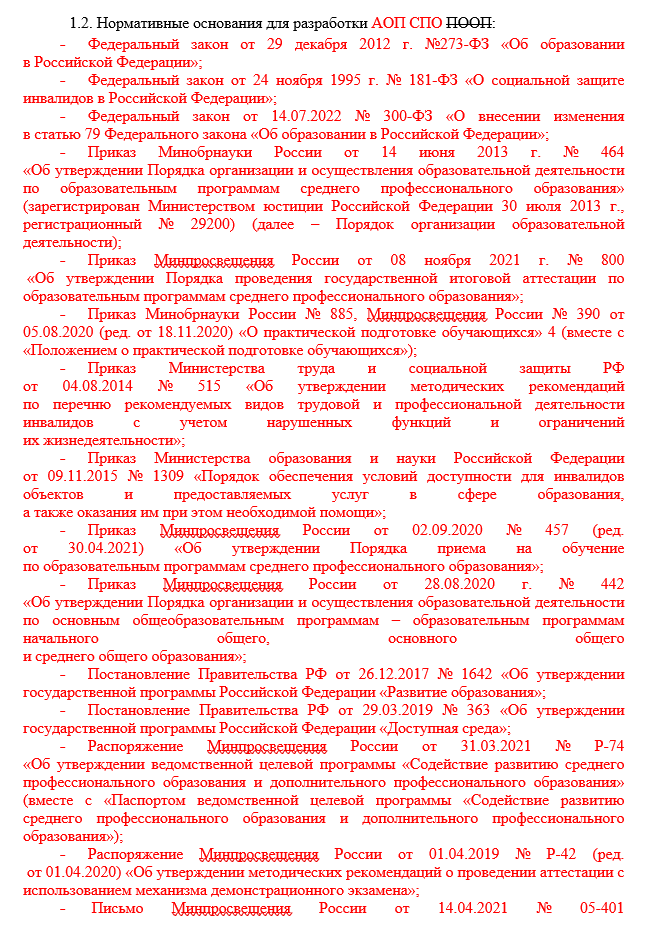 1.2. Нормативные основания для разработки АОП СПО ПООП:
- Федеральный закон от 29 декабря 2012 г. №273-ФЗ «Об образовании
в Российской Федерации»;
- Федеральный закон от 24 ноября 1995 г. № 181-ФЗ «О социальной защите
инвалидов в Российской Федерации»;
- Федеральный закон от 14.07.2022 № 300-ФЗ «О внесении изменения
в статью 79 Федерального закона «Об образовании в Российской Федерации»;
- Приказ Минобрнауки России от 14 июня 2013 г. № 464
«Об утверждении Порядка организации и осуществления образовательной деятельности
по образовательным программам среднего профессионального образования»
(зарегистрирован Министерством юстиции Российской Федерации 30 июля 2013 г.,
регистрационный № 29200) (далее – Порядок организации образовательной
деятельности);
- Приказ Минпросвещения России от 08 ноября 2021 г. № 800
«Об утверждении Порядка проведения государственной итоговой аттестации по
образовательным программам среднего профессионального образования»;
- Приказ Минобрнауки России № 885, Минпросвещения России № 390 от
05.08.2020 (ред. от 18.11.2020) «О практической подготовке обучающихся» 4 (вместе с
«Положением о практической подготовке обучающихся»);
- Приказ Министерства труда и социальной защиты РФ
от 04.08.2014 № 515 «Об утверждении методических рекомендаций
по перечню рекомендуемых видов трудовой и профессиональной деятельности
инвалидов с учетом нарушенных функций и ограничений
их жизнедеятельности»;
- Приказ Министерства образования и науки Российской Федерации
от 09.11.2015 № 1309 «Порядок обеспечения условий доступности для инвалидов
объектов и предоставляемых услуг в сфере образования,
а также оказания им при этом необходимой помощи»;
- Приказ Минпросвещения России от 02.09.2020 № 457 (ред.
от 30.04.2021) «Об утверждении Порядка приема на обучение
по образовательным программам среднего профессионального образования»;
- Приказ Минпросвещения России от 28.08.2020 г. № 442
«Об утверждении Порядка организации и осуществления образовательной деятельности
по основным общеобразовательным программам – образовательным программам
начального общего, основного общего
и среднего общего образования»;
- Постановление Правительства РФ от 26.12.2017 № 1642 «Об утверждении
государственной программы Российской Федерации «Развитие образования»;
- Постановление Правительства РФ от 29.03.2019 № 363 «Об утверждении
государственной программы Российской Федерации «Доступная среда»;
- Распоряжение Минпросвещения России от 31.03.2021 № Р-74
«Об утверждении ведомственной целевой программы «Содействие развитию среднего
профессионального образования и дополнительного профессионального образования»
(вместе с «Паспортом ведомственной целевой программы «Содействие развитию
среднего профессионального образования и дополнительного профессионального
образования»);
- Распоряжение Минпросвещения России от 01.04.2019 № Р-42 (ред.
от 01.04.2020) «Об утверждении методических рекомендаций о проведении аттестации с
использованием механизма демонстрационного экзамена»;
- Письмо Минпросвещения России от 14.04.2021 № 05-401